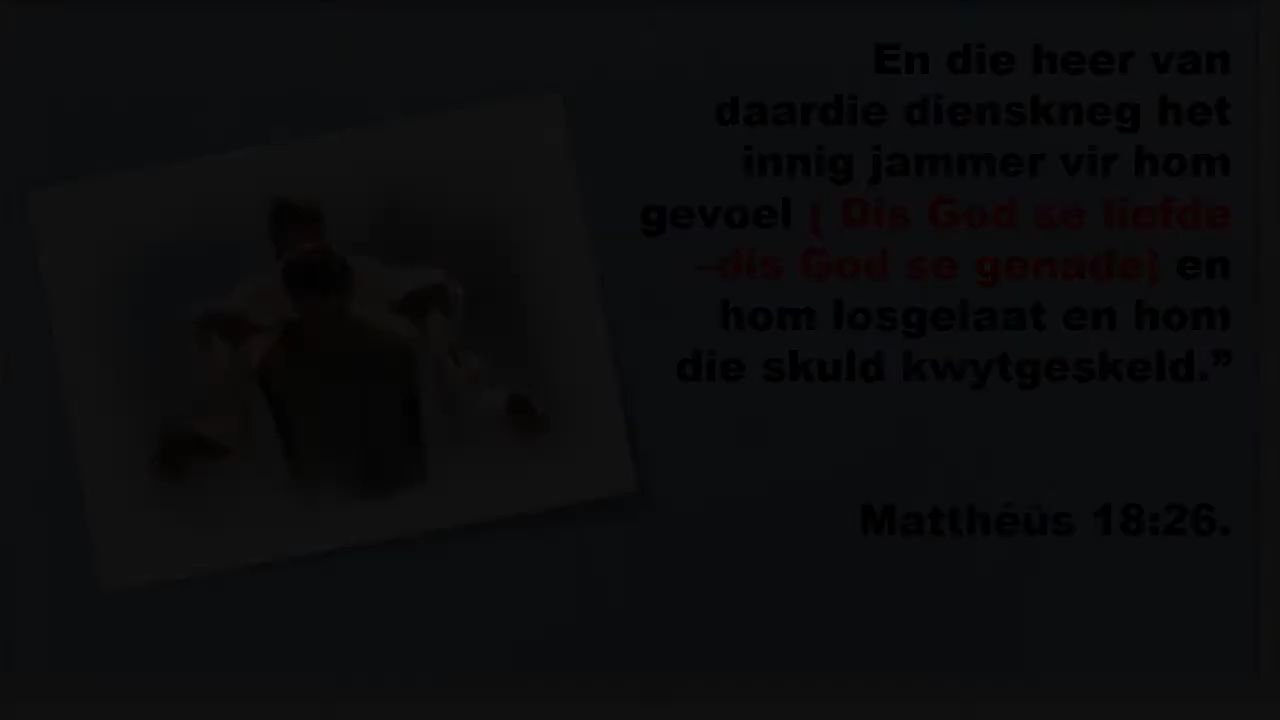 En die heer van
daardie dienskneg het
innig jammer vir hom
gevoel ( Dis God se liefde
–dis God se genade) en
hom losgelaat en hom
die skuld kwytgeskeld.”
Matthéüs 18:26.